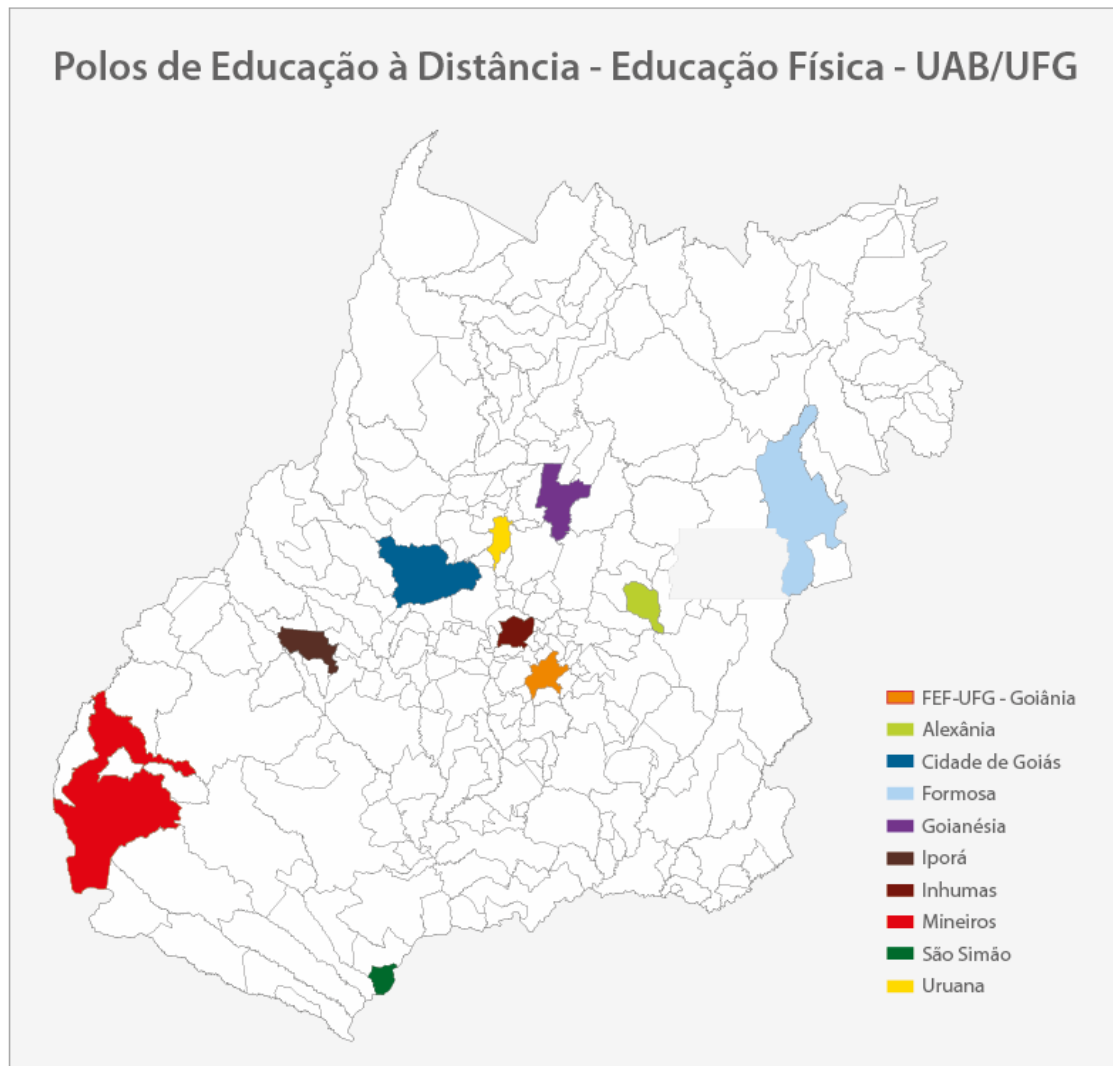 Polos de Educação à Distância - Educação Física - UAB/UFG
FEF-UFG - Goiânia
Alexânia
Cidade de Goiás
Formosa
Goianésia
Iporá
Inhumas
Mineiros
São Simão
Uruana